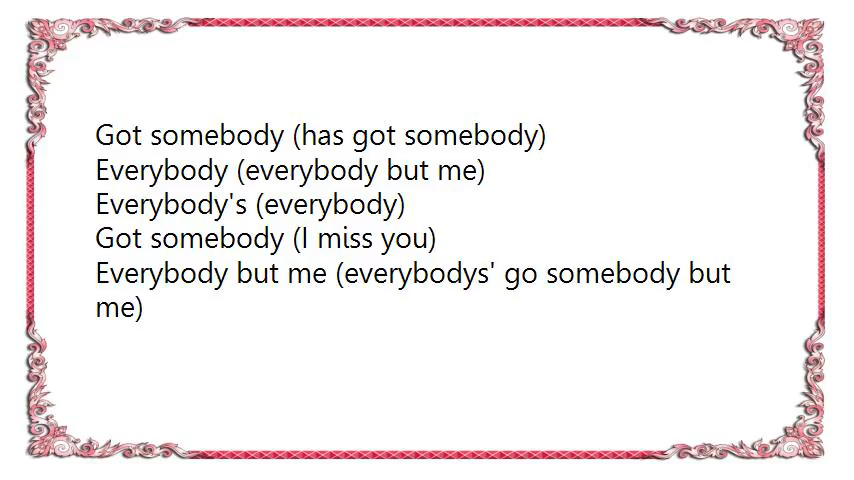 Got somebody (has got somebody)
Everybody (everybody but me)
Everybody's (everybody)
Got somebody (I miss you)
Everybody but me (everybodys' go somebody but
me)